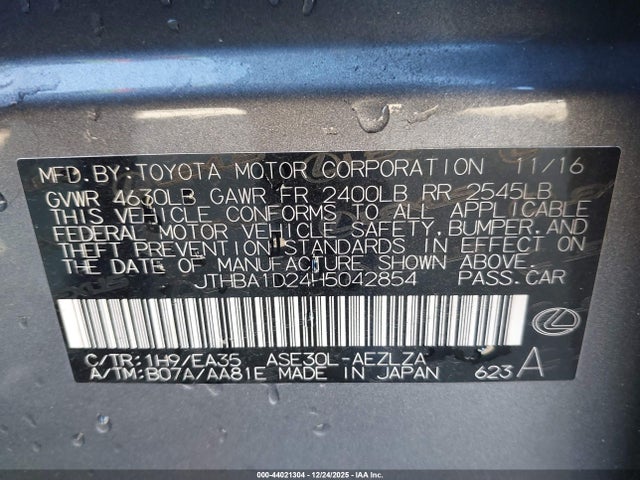 MFD. BY: TOYOTA MOTOR CORPORATION 11/16
GVWR 4630LB GAWR FR 2400LB RR 2545LB
THIS VEHICLE CONFORMS TO ALL APPLICABLE
FEDERAL MOTOR VEHICLE SAFETY, BUMPER, AND
THEFT PREVENTION STANDARDS IN EFFECT ON
THE DATE OF MANUFACTURE SHOWN ABOVE.
JTHBA1D24H5042854 PASS. CAR
C/TR: 1H9/EA35 ASE30L-AEZLZA
A/TM: B07A/AA81E MADE IN JAPAN 623 A
000-44021304 | 12/24/2025 - IAA Inc.